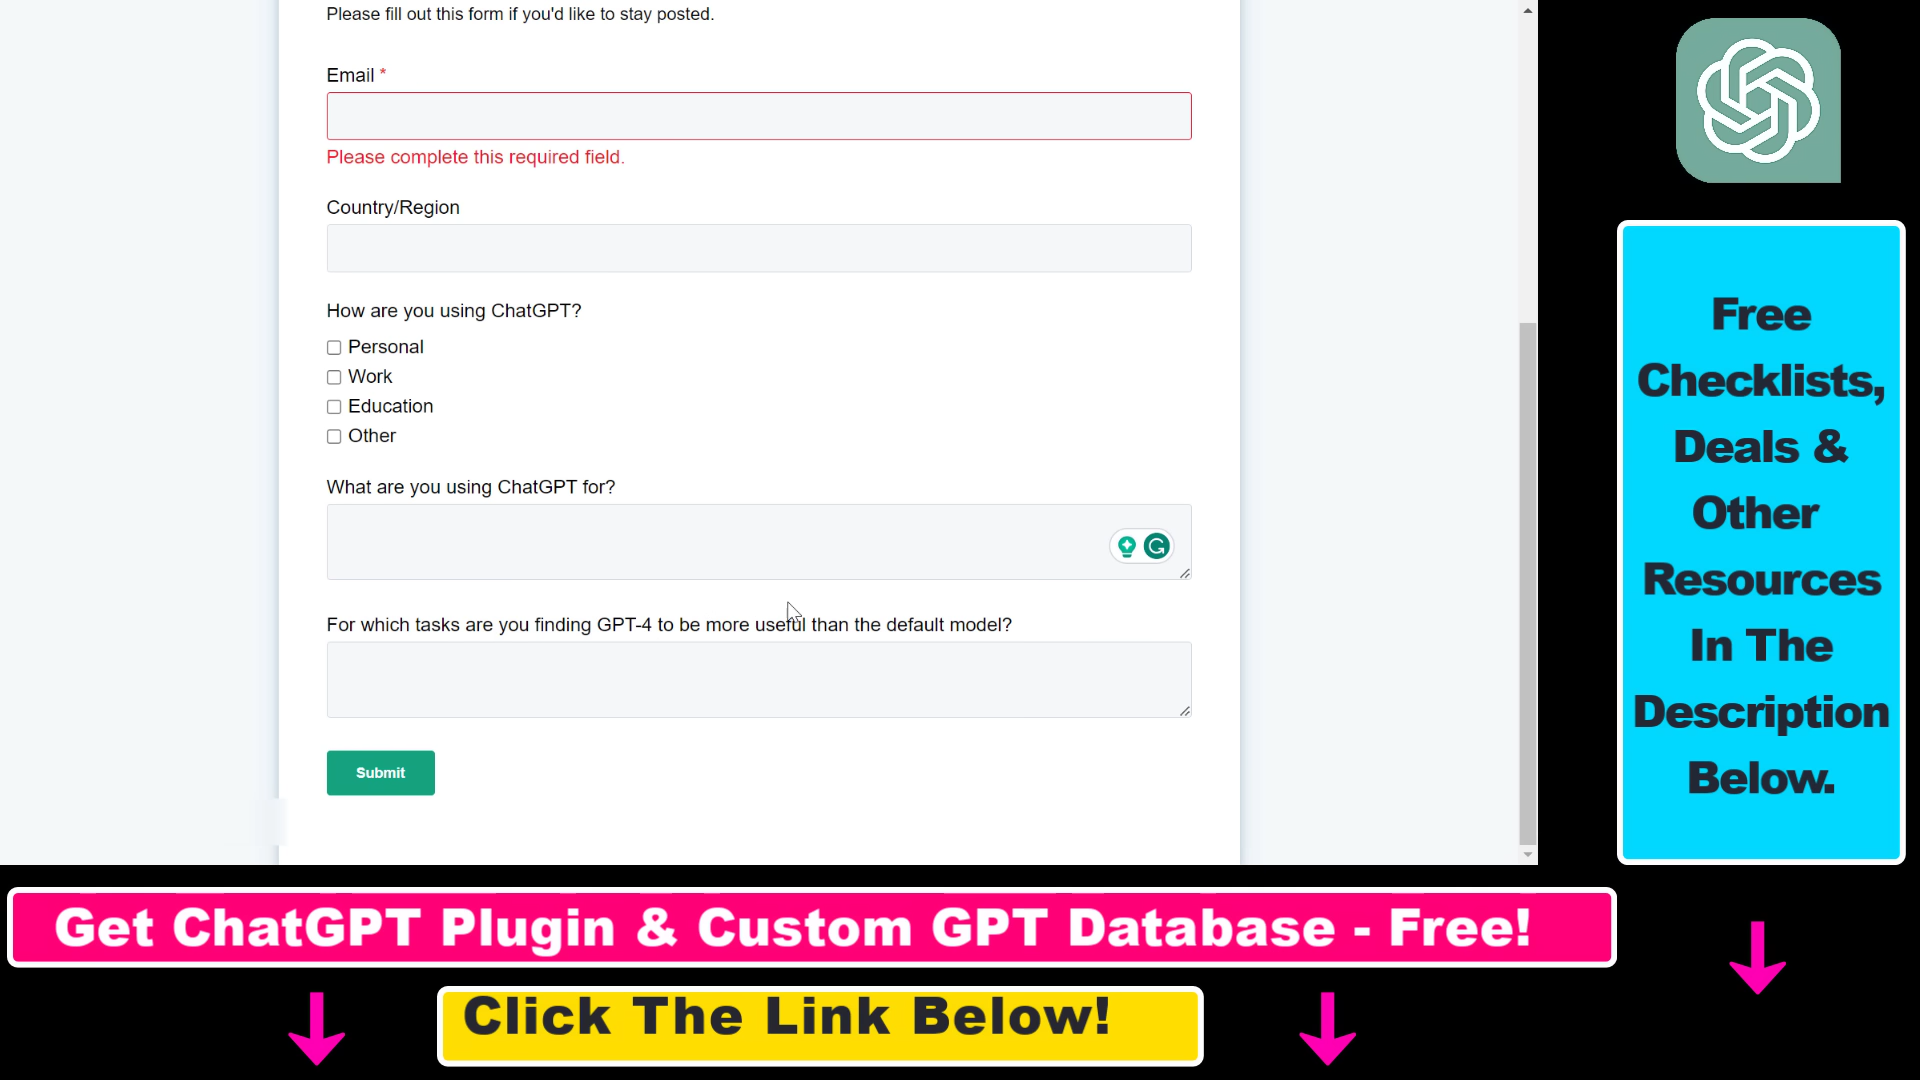 Please fill out this form if you'd like to stay posted.
Email *
Please complete this required field.
Country/Region
How are you using ChatGPT?
Personal
Work
Education
Other
What are you using ChatGPT for?
For which tasks are you finding GPT-4 to be more useful than the default model?
Submit
Free
Checklists,
Deals &
Other
Resources
In The
Description
Below.
Get ChatGPT Plugin & Custom GPT Database - Free!
Click The Link Below!